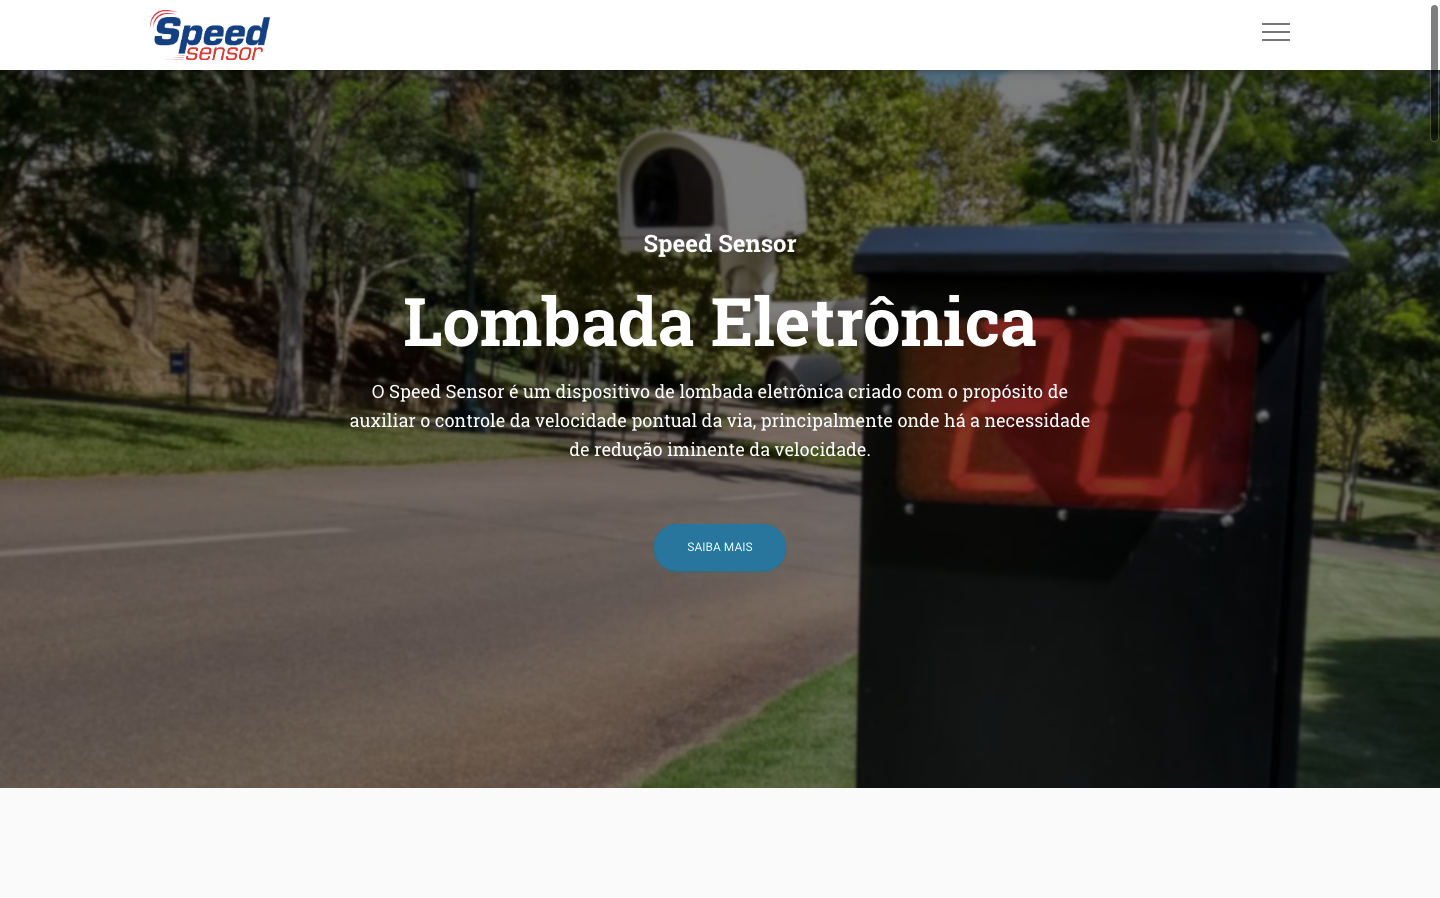 Speed
sensor
Speed Sensor
Lombada Eletrônica
O Speed Sensor é um dispositivo de lombada eletrônica criado com o propósito de
auxiliar o controle da velocidade pontual da via, principalmente onde há a necessidade
de redução iminente da velocidade.
20
SAIBA MAIS